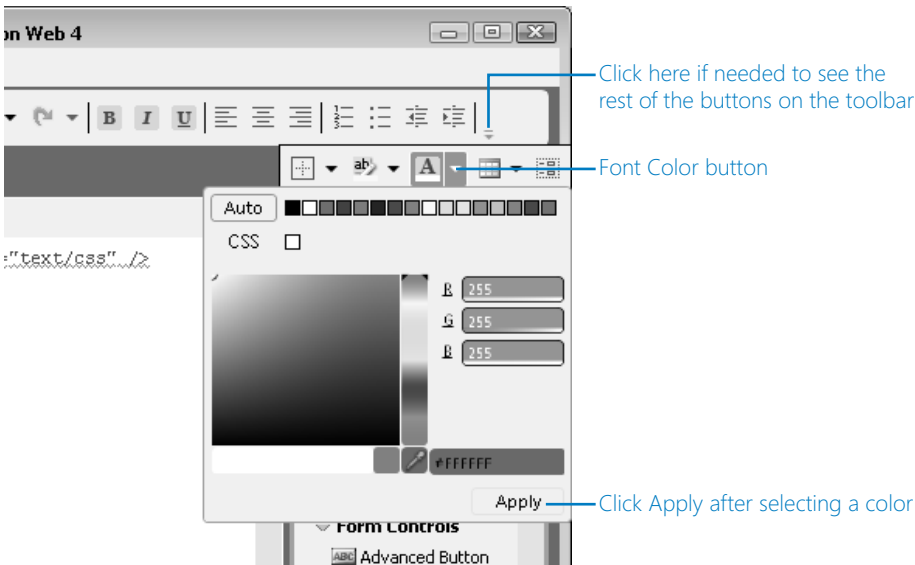 on Web 4
Click here if needed to see the
rest of the buttons on the toolbar
B I U
ab
A
Font Color button
Auto
CSS
="text/css" />
R 255
G 255
B 255
#FFFFFF
Apply
Click Apply after selecting a color
Form Controls
ABC Advanced Button